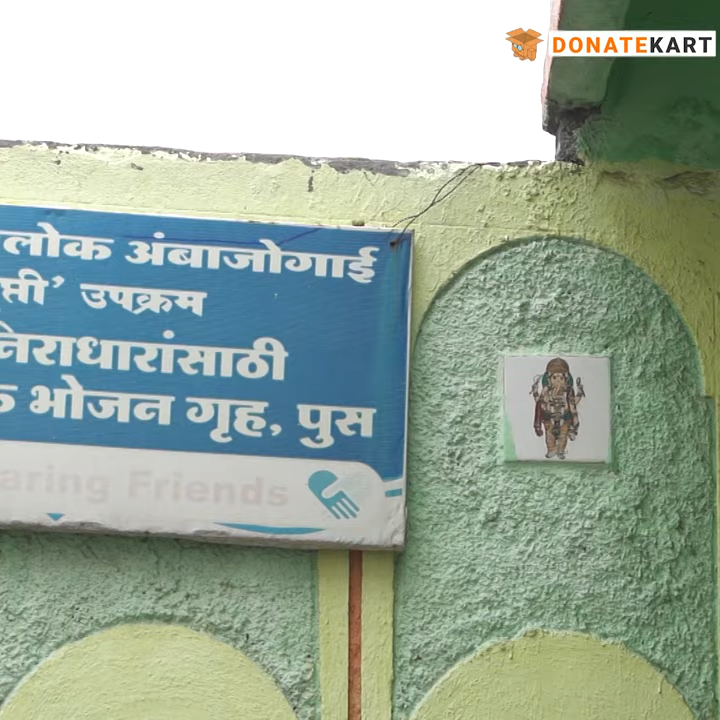 DONATEKART
लोक अंबाजोगाई
उपक्रम
निराधारांसाठी
भोजन गृह, पुस
aring Friends